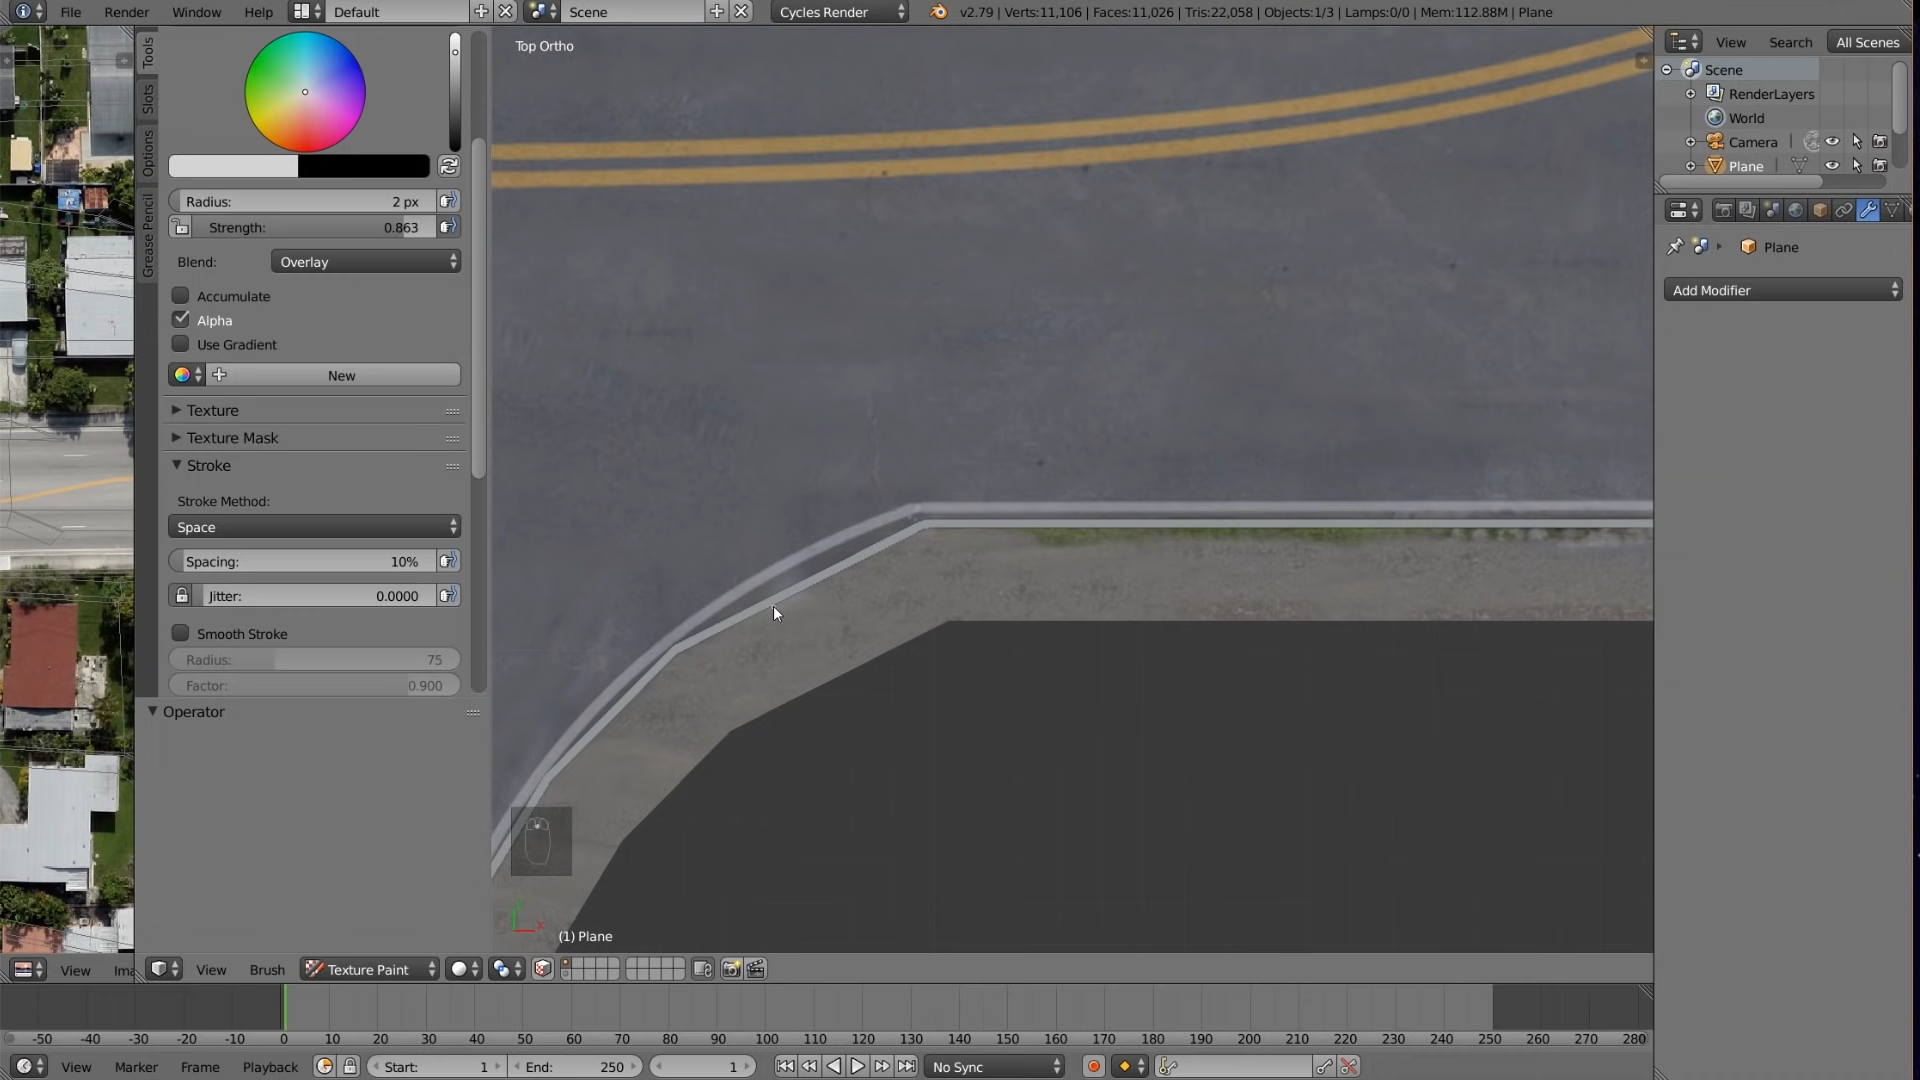 File Render Window Help Default Scene Cycles Render v2.79 | Verts:11,106 | Faces:11,026 | Tris:22,058 | Objects:1/3 | Lamps:0/0 | Mem:112.88M | Plane
Tools
Slots
Options
Grease Pencil
Top Ortho
View Search All Scenes
Scene
RenderLayers
World
Camera
Plane
Radius: 2 px
Strength: 0.863
Blend: Overlay
Accumulate
Alpha
Use Gradient
New
Texture
Texture Mask
Stroke
Stroke Method:
Space
Spacing: 10%
Jitter: 0.0000
Smooth Stroke
Radius: 75
Factor: 0.900
Operator
Plane
Add Modifier
(1) Plane
View Ima View Brush Texture Paint
-50 -40 -30 -20 -10 0 10 20 30 40 50 60 70 80 90 100 110 120 130 140 150 160 170 180 190 200 210 220 230 240 250 260 270 280
View Marker Frame Playback Start: 1 End: 250 1 No Sync